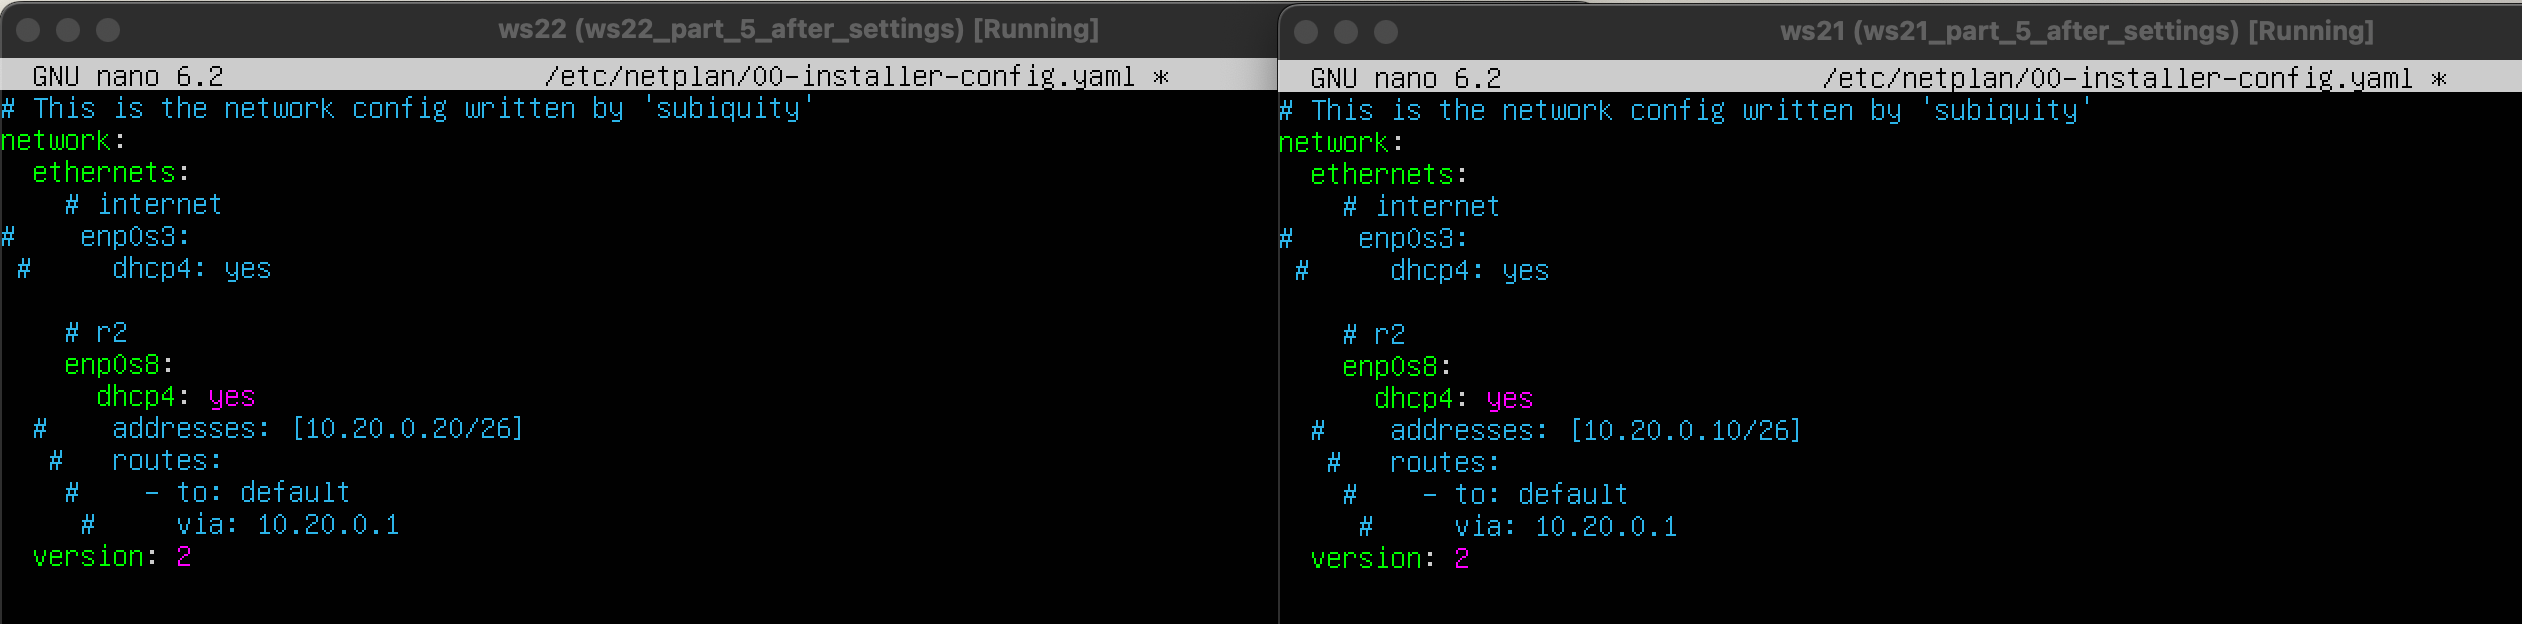 ws22 (ws22_part_5_after_settings) [Running]
GNU nano 6.2 /etc/netplan/00-installer-config.yaml *
# This is the network config written by 'subiquity'
network:
  ethernets:
    # internet
#    enp0s3:
 #     dhcp4: yes

    # r2
    enp0s8:
      dhcp4: yes
  #    addresses: [10.20.0.20/26]
   #   routes:
    #    - to: default
     #     via: 10.20.0.1
  version: 2
ws21 (ws21_part_5_after_settings) [Running]
GNU nano 6.2 /etc/netplan/00-installer-config.yaml *
# This is the network config written by 'subiquity'
network:
  ethernets:
    # internet
#    enp0s3:
 #     dhcp4: yes

    # r2
    enp0s8:
      dhcp4: yes
  #    addresses: [10.20.0.10/26]
   #   routes:
    #    - to: default
     #     via: 10.20.0.1
  version: 2